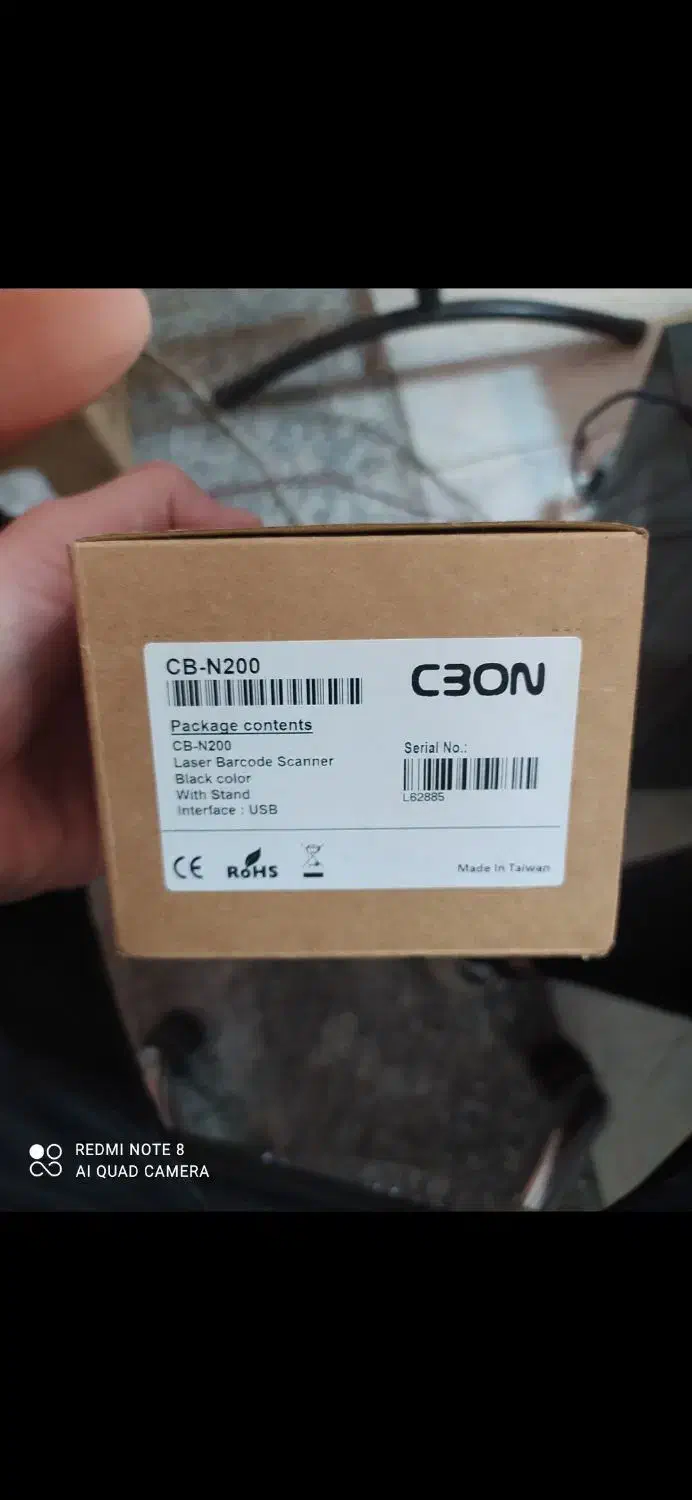 CB-N200
C3ON
Package contents
CB-N200
Laser Barcode Scanner
Black color
With Stand
Interface : USB
Serial No.:
L62885
CE
RoHS
Made In Taiwan
REDMI NOTE 8
AI QUAD CAMERA